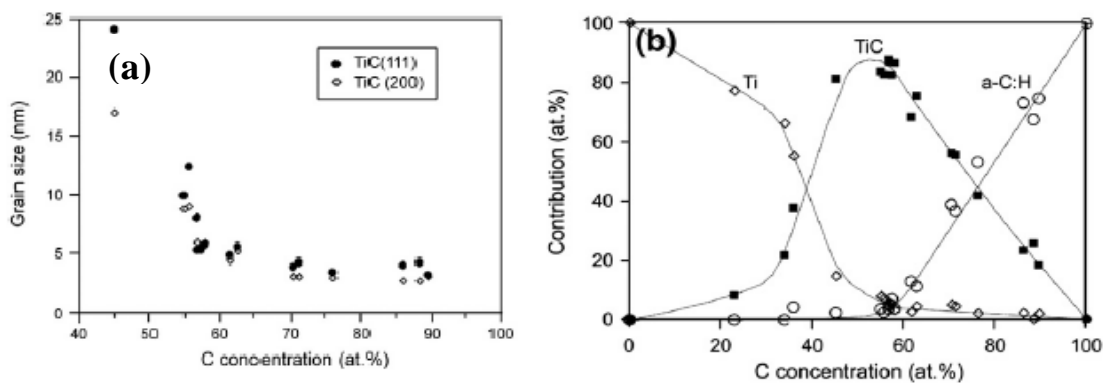 (a)
TiC(111)
TiC (200)
25
20
15
10
5
0
Grain size (nm)
40 50 60 70 80 90 100
C concentration (at.%)
(b)
Ti
TiC
a-C:H
100
80
60
40
20
0
Contribution (at.%)
0 20 40 60 80 100
C concentration (at.%)